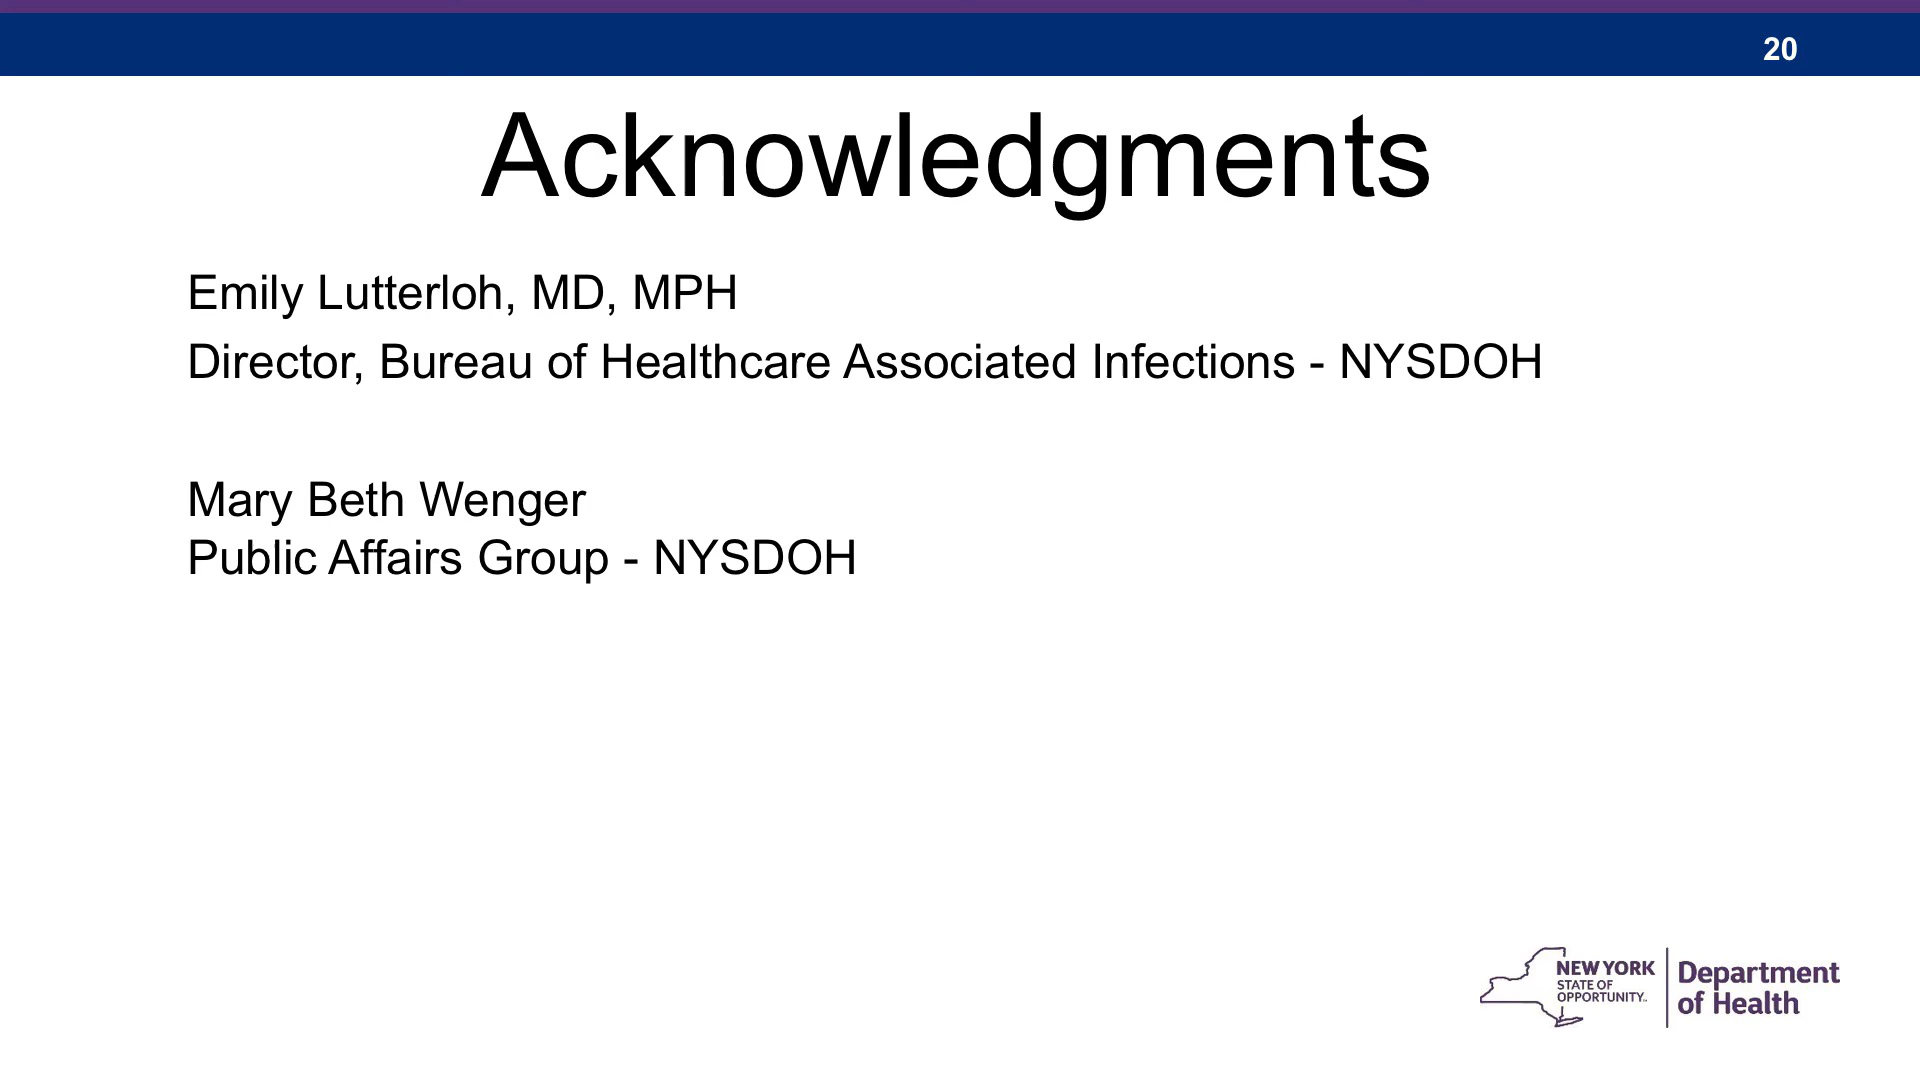 20
Acknowledgments
Emily Lutterloh, MD, MPH
Director, Bureau of Healthcare Associated Infections - NYSDOH
Mary Beth Wenger
Public Affairs Group - NYSDOH
NEW YORK
STATE OF
OPPORTUNITY™
Department
of Health